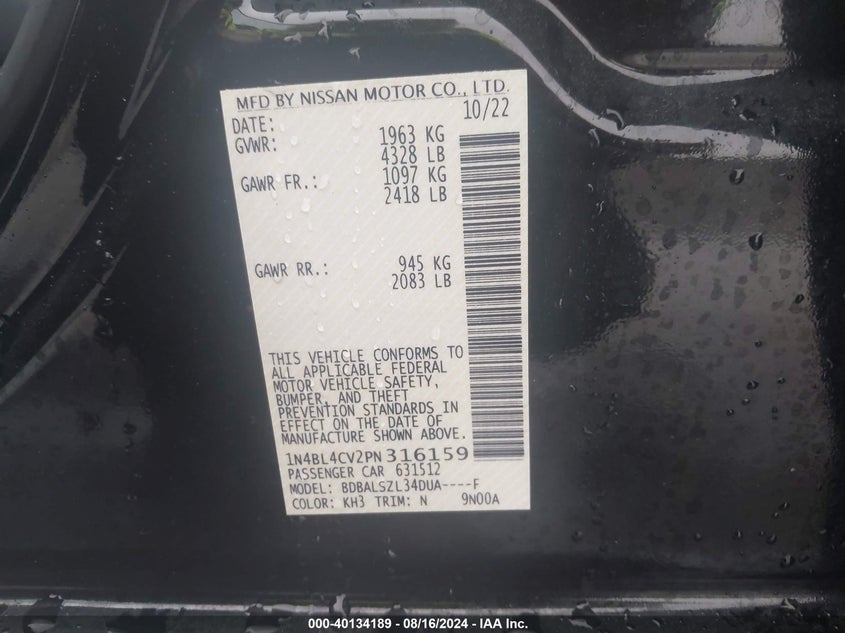 MFD BY NISSAN MOTOR CO., LTD.
DATE: 10/22
GVWR: 1963 KG
4328 LB
GAWR FR.: 1097 KG
2418 LB
GAWR RR.: 945 KG
2083 LB
THIS VEHICLE CONFORMS TO
ALL APPLICABLE FEDERAL
MOTOR VEHICLE SAFETY,
BUMPER, AND THEFT
PREVENTION STANDARDS IN
EFFECT ON THE DATE OF
MANUFACTURE SHOWN ABOVE.
1N4BL4CV2PN316159
PASSENGER CAR 631512
MODEL: BDBALSZL34DUA----F
COLOR: KH3 TRIM: N 9N00A
000-40134189 - 08/16/2024 - IAA Inc.